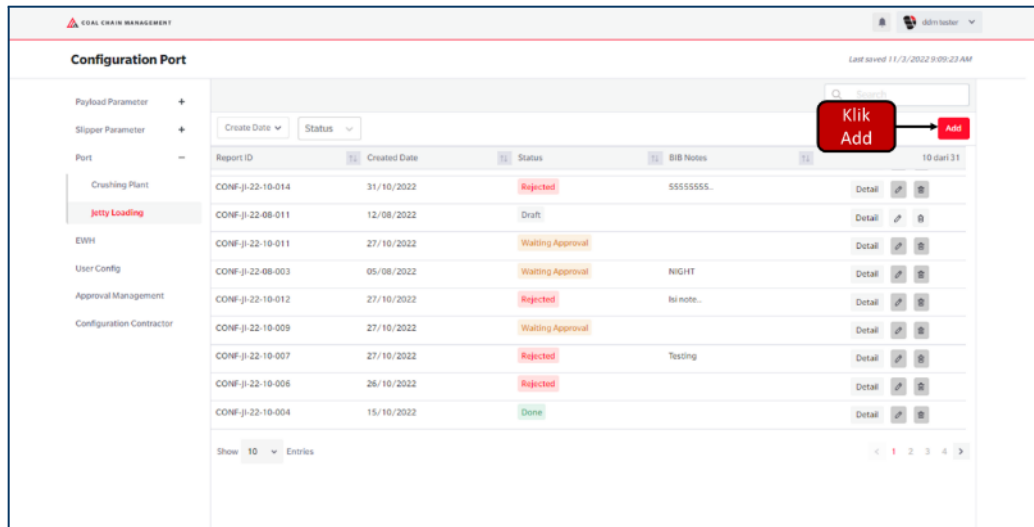 COAL CHAIN MANAGEMENT
ddm tester
Configuration Port
Last saved 11/3/2022 9:09:23 AM
Payload Parameter +
Slipper Parameter +
Port −
Crushing Plant
Jetty Loading
EWH
User Config
Approval Management
Configuration Contractor
Search
Create Date
Status
Klik
Add
Add
Report ID Created Date Status BIB Notes 10 dari 31
CONF-JI-22-10-014 31/10/2022 Rejected 55555555.. Detail
CONF-JI-22-08-011 12/08/2022 Draft Detail
CONF-JI-22-10-011 27/10/2022 Waiting Approval Detail
CONF-JI-22-08-003 05/08/2022 Waiting Approval NIGHT Detail
CONF-JI-22-10-012 27/10/2022 Rejected Isi note.. Detail
CONF-JI-22-10-009 27/10/2022 Waiting Approval Detail
CONF-JI-22-10-007 27/10/2022 Rejected Testing Detail
CONF-JI-22-10-006 26/10/2022 Rejected Detail
CONF-JI-22-10-004 15/10/2022 Done Detail
Show 10 Entries
< 1 2 3 4 >